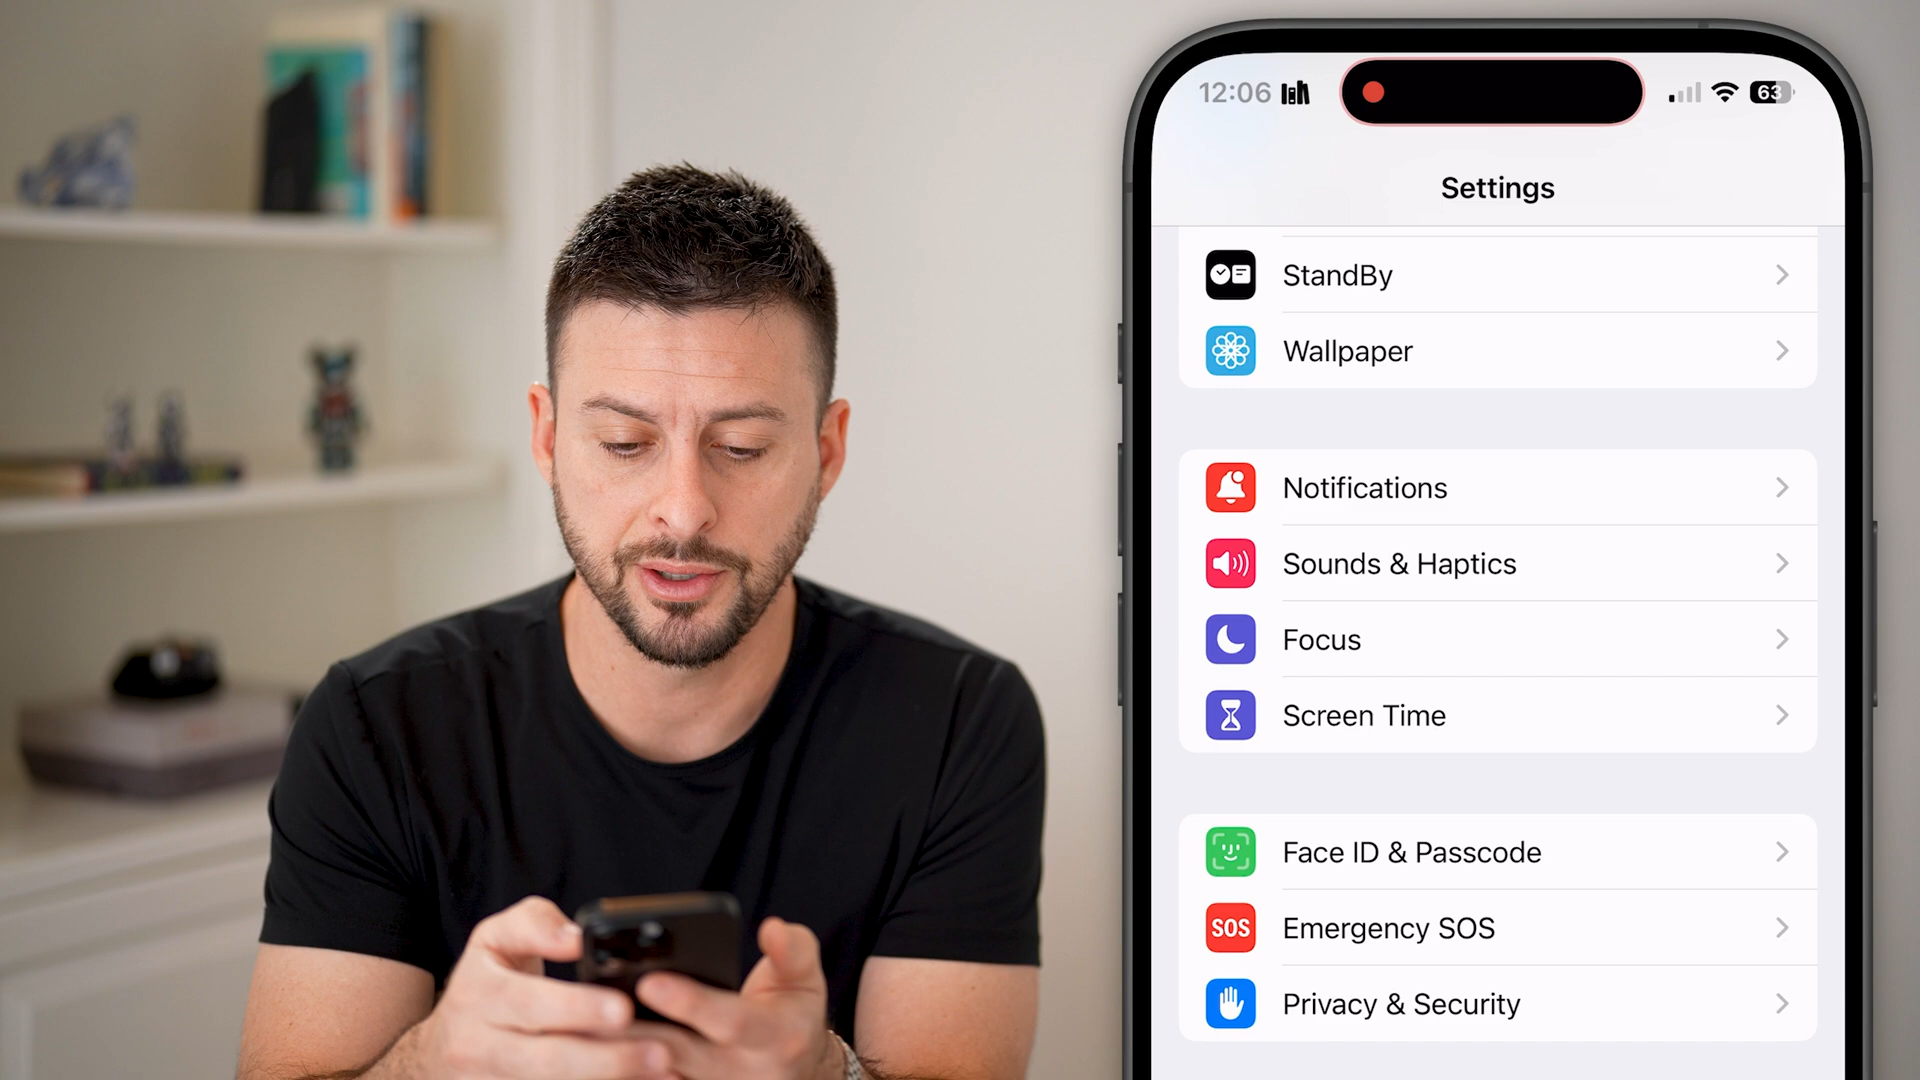 12:06
63
Settings
StandBy
Wallpaper
Notifications
Sounds & Haptics
Focus
Screen Time
Face ID & Passcode
SOS
Emergency SOS
Privacy & Security